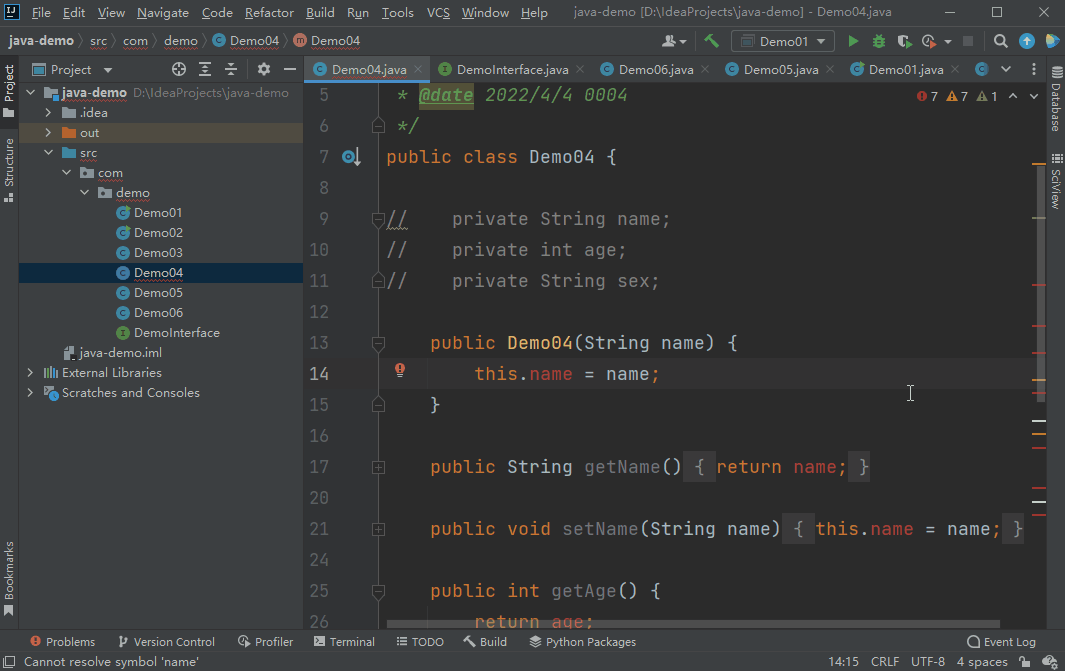 File Edit View Navigate Code Refactor Build Run Tools VCS Window Help java-demo [D:\IdeaProjects\java-demo] - Demo04.java
java-demo src com demo Demo04 Demo04 Demo01
Project Demo04.java DemoInterface.java Demo06.java Demo05.java Demo01.java
Project
Structure
Bookmarks
java-demo D:\IdeaProjects\java-demo
.idea
out
src
com
demo
Demo01
Demo02
Demo03
Demo04
Demo05
Demo06
DemoInterface
java-demo.iml
External Libraries
Scratches and Consoles
5 * @date 2022/4/4 0004
7 7 1
6 */
7 public class Demo04 {
8
9 // private String name;
10 // private int age;
11 // private String sex;
12
13 public Demo04(String name) {
14 this.name = name;
15 }
16
17 public String getName() { return name; }
20
21 public void setName(String name) { this.name = name; }
24
25 public int getAge() {
26 return age;
Database
SciView
Problems Version Control Profiler Terminal TODO Build Python Packages Event Log
Cannot resolve symbol 'name' 14:15 CRLF UTF-8 4 spaces